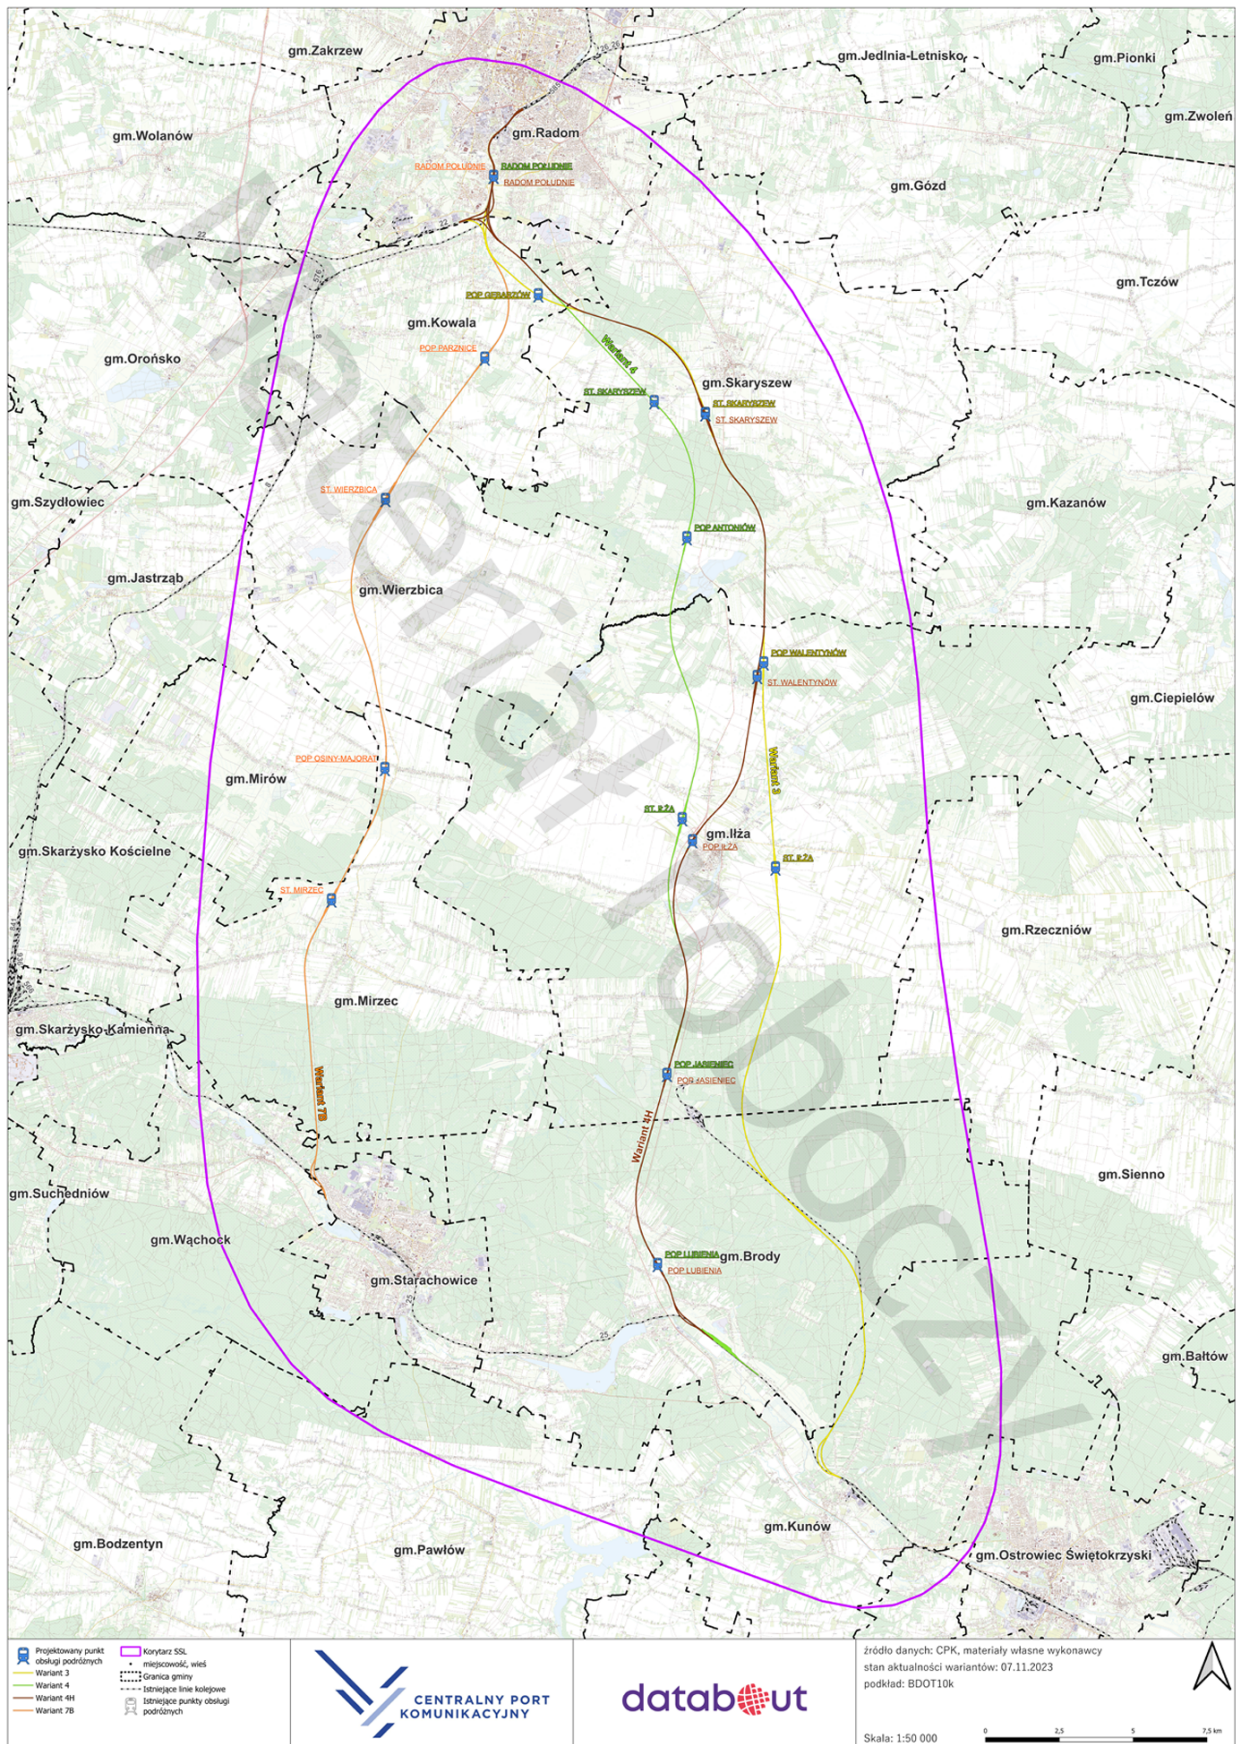 gm.Zakrzew
gm.Jedlnia-Letnisko
gm.Pionki
gm.Zwoleń
gm.Wolanów
gm.Radom
RADOM POŁUDNIE
RADOM POŁUDNIE
RADOM POŁUDNIE
gm.Gózd
22
22
gm.Tczów
POP GĘBARZÓW
gm.Kowala
8
POP PARZNICE
gm.Orońsko
Wariant 4
gm.Skaryszew
ST. SKARYSZEW
ST. SKARYSZEW
ST. SKARYSZEW
ST. WIERZBICA
gm.Szydłowiec
gm.Kazanów
POP ANTONIÓW
gm.Jastrząb
gm.Wierzbica
POP WALENTYNÓW
ST. WALENTYNÓW
gm.Ciepielów
POP OSINY-MAJORAT
gm.Mirów
Wariant 3
ST. IŁŻA
gm.Iłża
POP IŁŻA
gm.Skarżysko Kościelne
ST. IŁŻA
ST. MIRZEC
gm.Rzeczniów
gm.Mirzec
gm.Skarżysko-Kamienna
POP JASIENIEC
POP JASIENIEC
Wariant 7B
Wariant 4H
gm.Sienno
gm.Suchedniów
gm.Wąchock
POP LUBIENIA
gm.Brody
POP LUBIENIA
gm.Starachowice
25
25
gm.Bałtów
gm.Kunów
gm.Bodzentyn
gm.Pawłów
gm.Ostrowiec Świętokrzyski
Materiał roboczy
Projektowany punkt
obsługi podróżnych
Wariant 3
Wariant 4
Wariant 4H
Wariant 7B
Korytarz SSL
miejscowość, wieś
Granica gminy
Istniejące linie kolejowe
Istniejące punkty obsługi
podróżnych
CENTRALNY PORT
KOMUNIKACYJNY
databout
źródło danych: CPK, materiały własne wykonawcy
stan aktualności wariantów: 07.11.2023
podkład: BDOT10k
Skala: 1:50 000
0 2,5 5 7,5 km